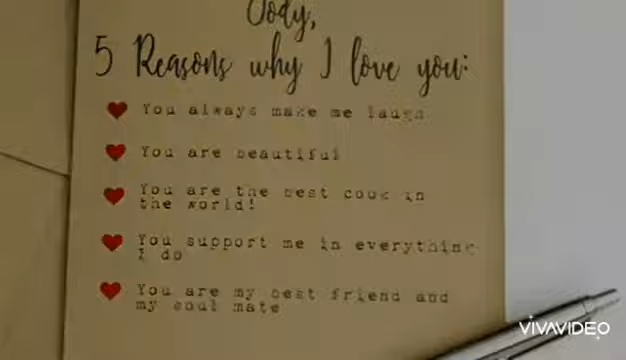 Jody,
5 Reasons why I love you:
You always make me laugh
You are beautiful
You are the best cook in
the world!
You support me in everything
I do
You are my best friend and
my soul mate
VIVAVIDEO